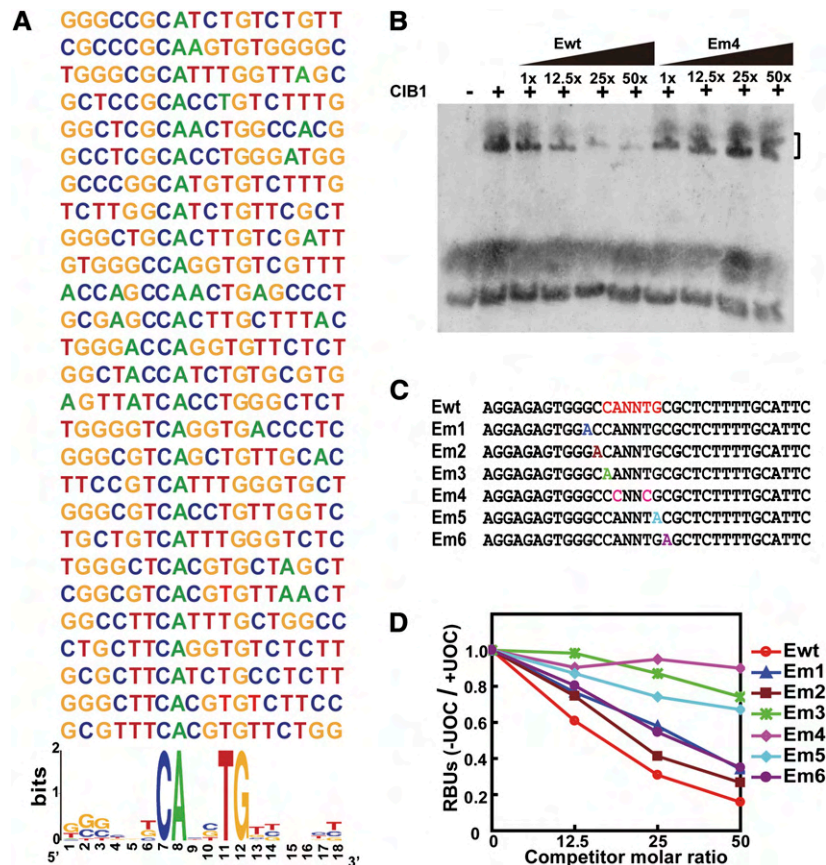 A
GGGCCGCATCTGTCTGTT
CGCCCGCAAGTGTGGGGC
TGGGCGCATTTGGTTAGC
GCTCCGCACCTGTCTTTG
GGCTCGCAACTGGCCACG
GCCTCGCACCTGGGATGG
GCCCGGCATGTGTCTTTG
TCTTGGCATCTGTTCGCT
GGGCTGCACTTGTCGATT
GTGGGCCAGGTGTCGTTT
ACCAGCCAACTGAGCCCT
GCGAGCCACTTGCTTTAC
TGGGACCAGGTGTTCTCT
GGCTACCATCTGTGCGTG
AGTTATCACCTGGGCTCT
TGGGGTCAGGTGACCCTC
GGGCGTCAGCTGTTGCAC
TTCCGTCATTTGGGTGCT
GGGCGTCACCTGTTGGTC
TGCTGTCATTTGGGTCTC
TGGGCTCACGTGCTAGCT
CGGCGTCACGTGTTAACT
GGCCTTCATTTGCTGGCC
CTGCTTCAGGTGTCTCTT
GCGCTTCATCTGCCTCTT
GGGCTTCACGTGTCTTCC
GCGTTTCACGTGTTCTGG
bits
2
1
0
CA TG
5' 1 2 3 4 5 6 7 8 9 10 11 12 13 14 15 16 17 18 3'
B
Ewt Em4
1x 12.5x 25x 50x 1x 12.5x 25x 50x
CIB1 - + + + + + + + + +
C
Ewt AGGAGAGTGGGCCANNTGCGCTCTTTTGCATTC
Em1 AGGAGAGTGGACCANNTGCGCTCTTTTGCATTC
Em2 AGGAGAGTGGGACANNTGCGCTCTTTTGCATTC
Em3 AGGAGAGTGGGCAANNTGCGCTCTTTTGCATTC
Em4 AGGAGAGTGGGCCCNNCGCGCTCTTTTGCATTC
Em5 AGGAGAGTGGGCCANNTACGCTCTTTTGCATTC
Em6 AGGAGAGTGGGCCANNTGAGCTCTTTTGCATTC
D
RBUs (-UOC / +UOC)
1.0
0.8
0.6
0.4
0.2
0
0 12.5 25 50
Competitor molar ratio
Ewt
Em1
Em2
Em3
Em4
Em5
Em6